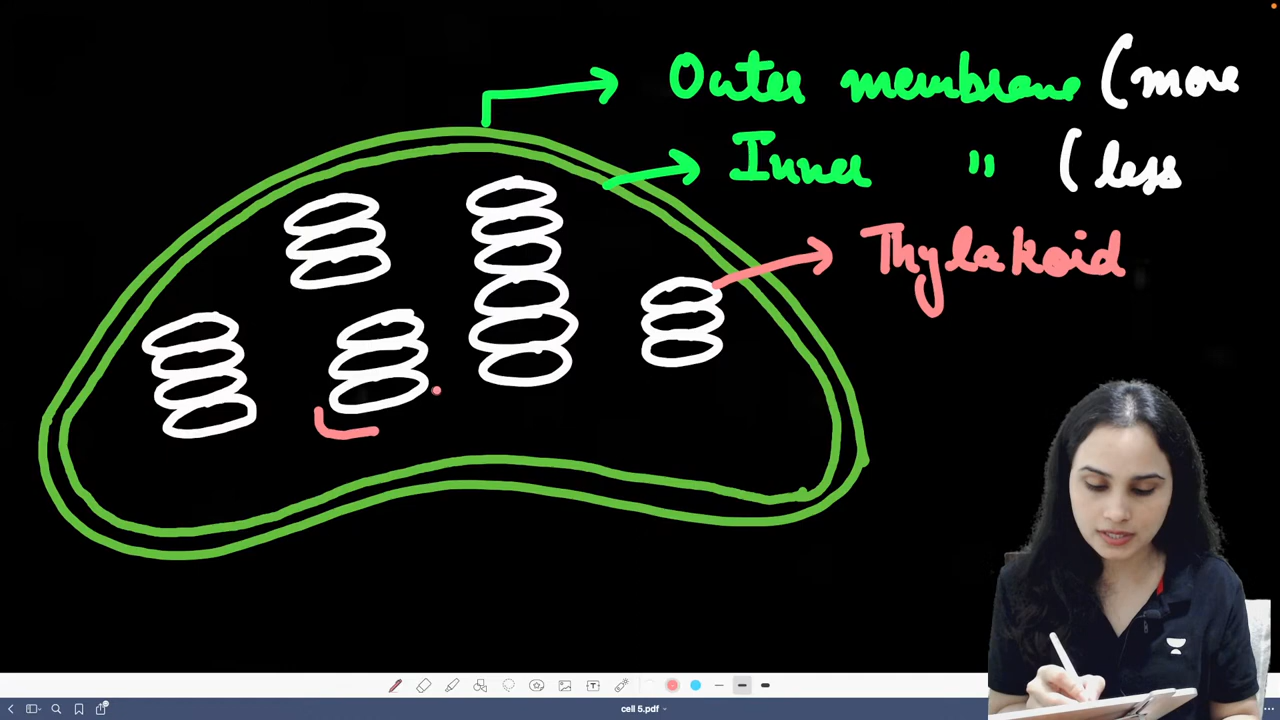 Outer membrane (more
Inner " (less
Thylakoid
cell 5.pdf